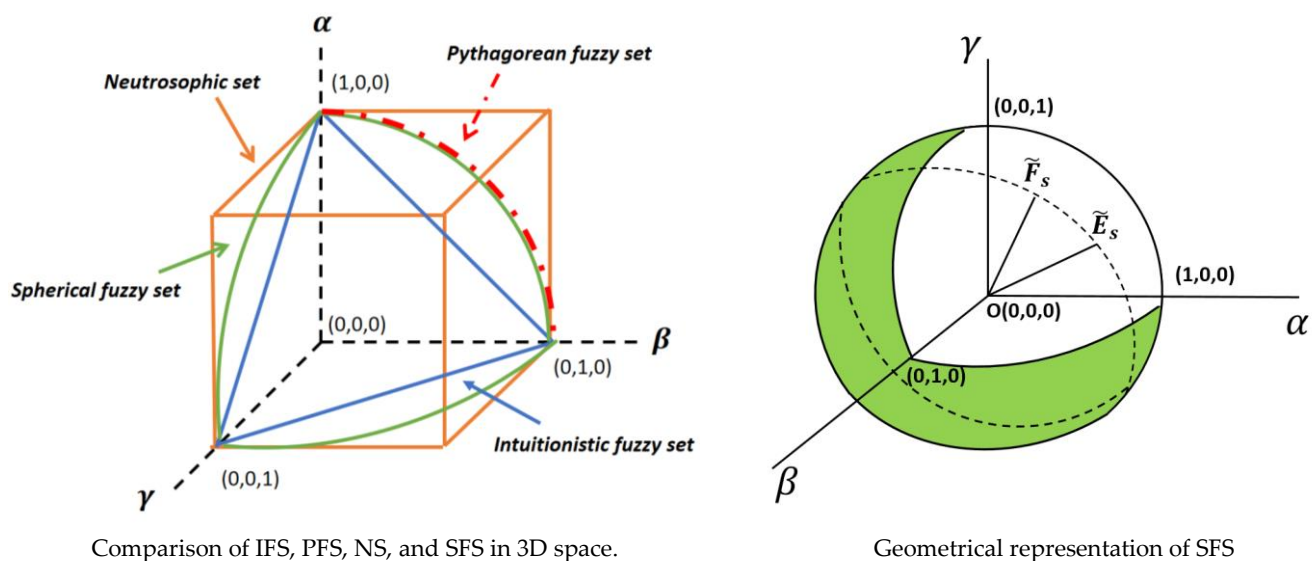 α
Pythagorean fuzzy set
Neutrosophic set
(1,0,0)
Spherical fuzzy set
(0,0,0)
β
(0,1,0)
Intuitionistic fuzzy set
(0,0,1)
γ
Comparison of IFS, PFS, NS, and SFS in 3D space.
γ
(0,0,1)
F̃s
Ẽs
(1,0,0)
O(0,0,0)
α
(0,1,0)
β
Geometrical representation of SFS